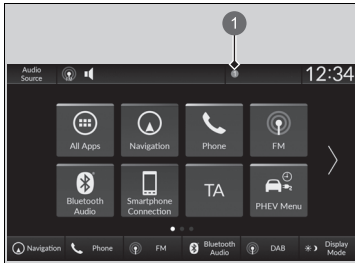 1
Audio
Source
12:34
All Apps
Navigation
Phone
FM
Bluetooth
Audio
Smartphone
Connection
TA
PHEV Menu
Navigation
Phone
FM
Bluetooth
Audio
DAB
Display
Mode